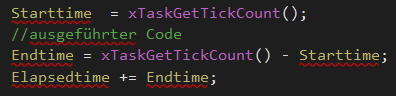 Starttime  = xTaskGetTickCount();
//ausgeführter Code
Endtime = xTaskGetTickCount() - Starttime;
Elapsedtime += Endtime;